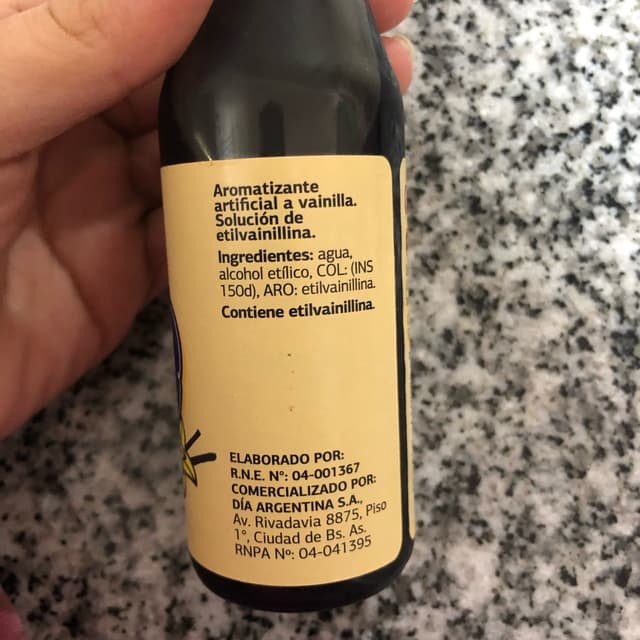 Aromatizante
artificial a vainilla.
Solución de
etilvainillina.
Ingredientes: agua,
alcohol etílico, COL: (INS
150d), ARO: etilvainillina.
Contiene etilvainillina.
ELABORADO POR:
R.N.E. Nº: 04-001367
COMERCIALIZADO POR:
DÍA ARGENTINA S.A.,
Av. Rivadavia 8875, Piso
1°, Ciudad de Bs. As.
RNPA Nº: 04-041395